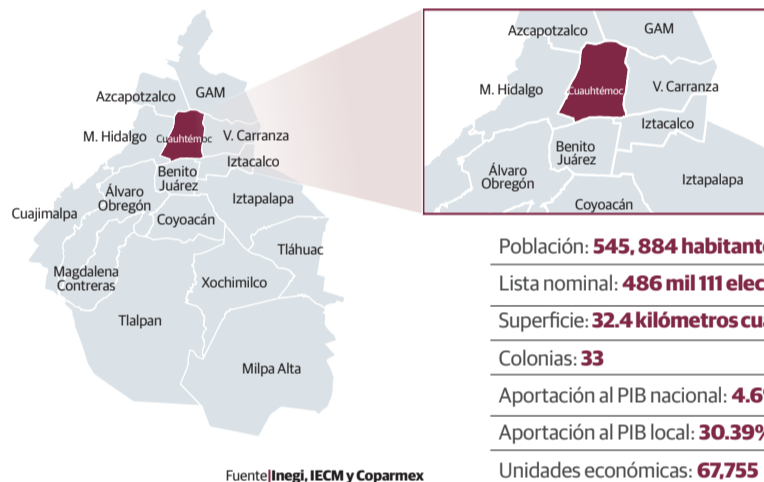 GAM
Azcapotzalco
M. Hidalgo
Cuauhtémoc
V. Carranza
Iztacalco
Benito
Juárez
Álvaro
Obregón
Iztapalapa
Cuajimalpa
Coyoacán
Tláhuac
Magdalena
Contreras
Xochimilco
Tlalpan
Milpa Alta
Azcapotzalco
GAM
M. Hidalgo
Cuauhtémoc
V. Carranza
Iztacalco
Benito
Juárez
Álvaro
Obregón
Iztapalapa
Coyoacán
Población: 545, 884 habitante
Lista nominal: 486 mil 111 elec
Superficie: 32.4 kilómetros cua
Colonias: 33
Aportación al PIB nacional: 4.6%
Aportación al PIB local: 30.39%
Unidades económicas: 67,755
Fuente|Inegi, IECM y Coparmex